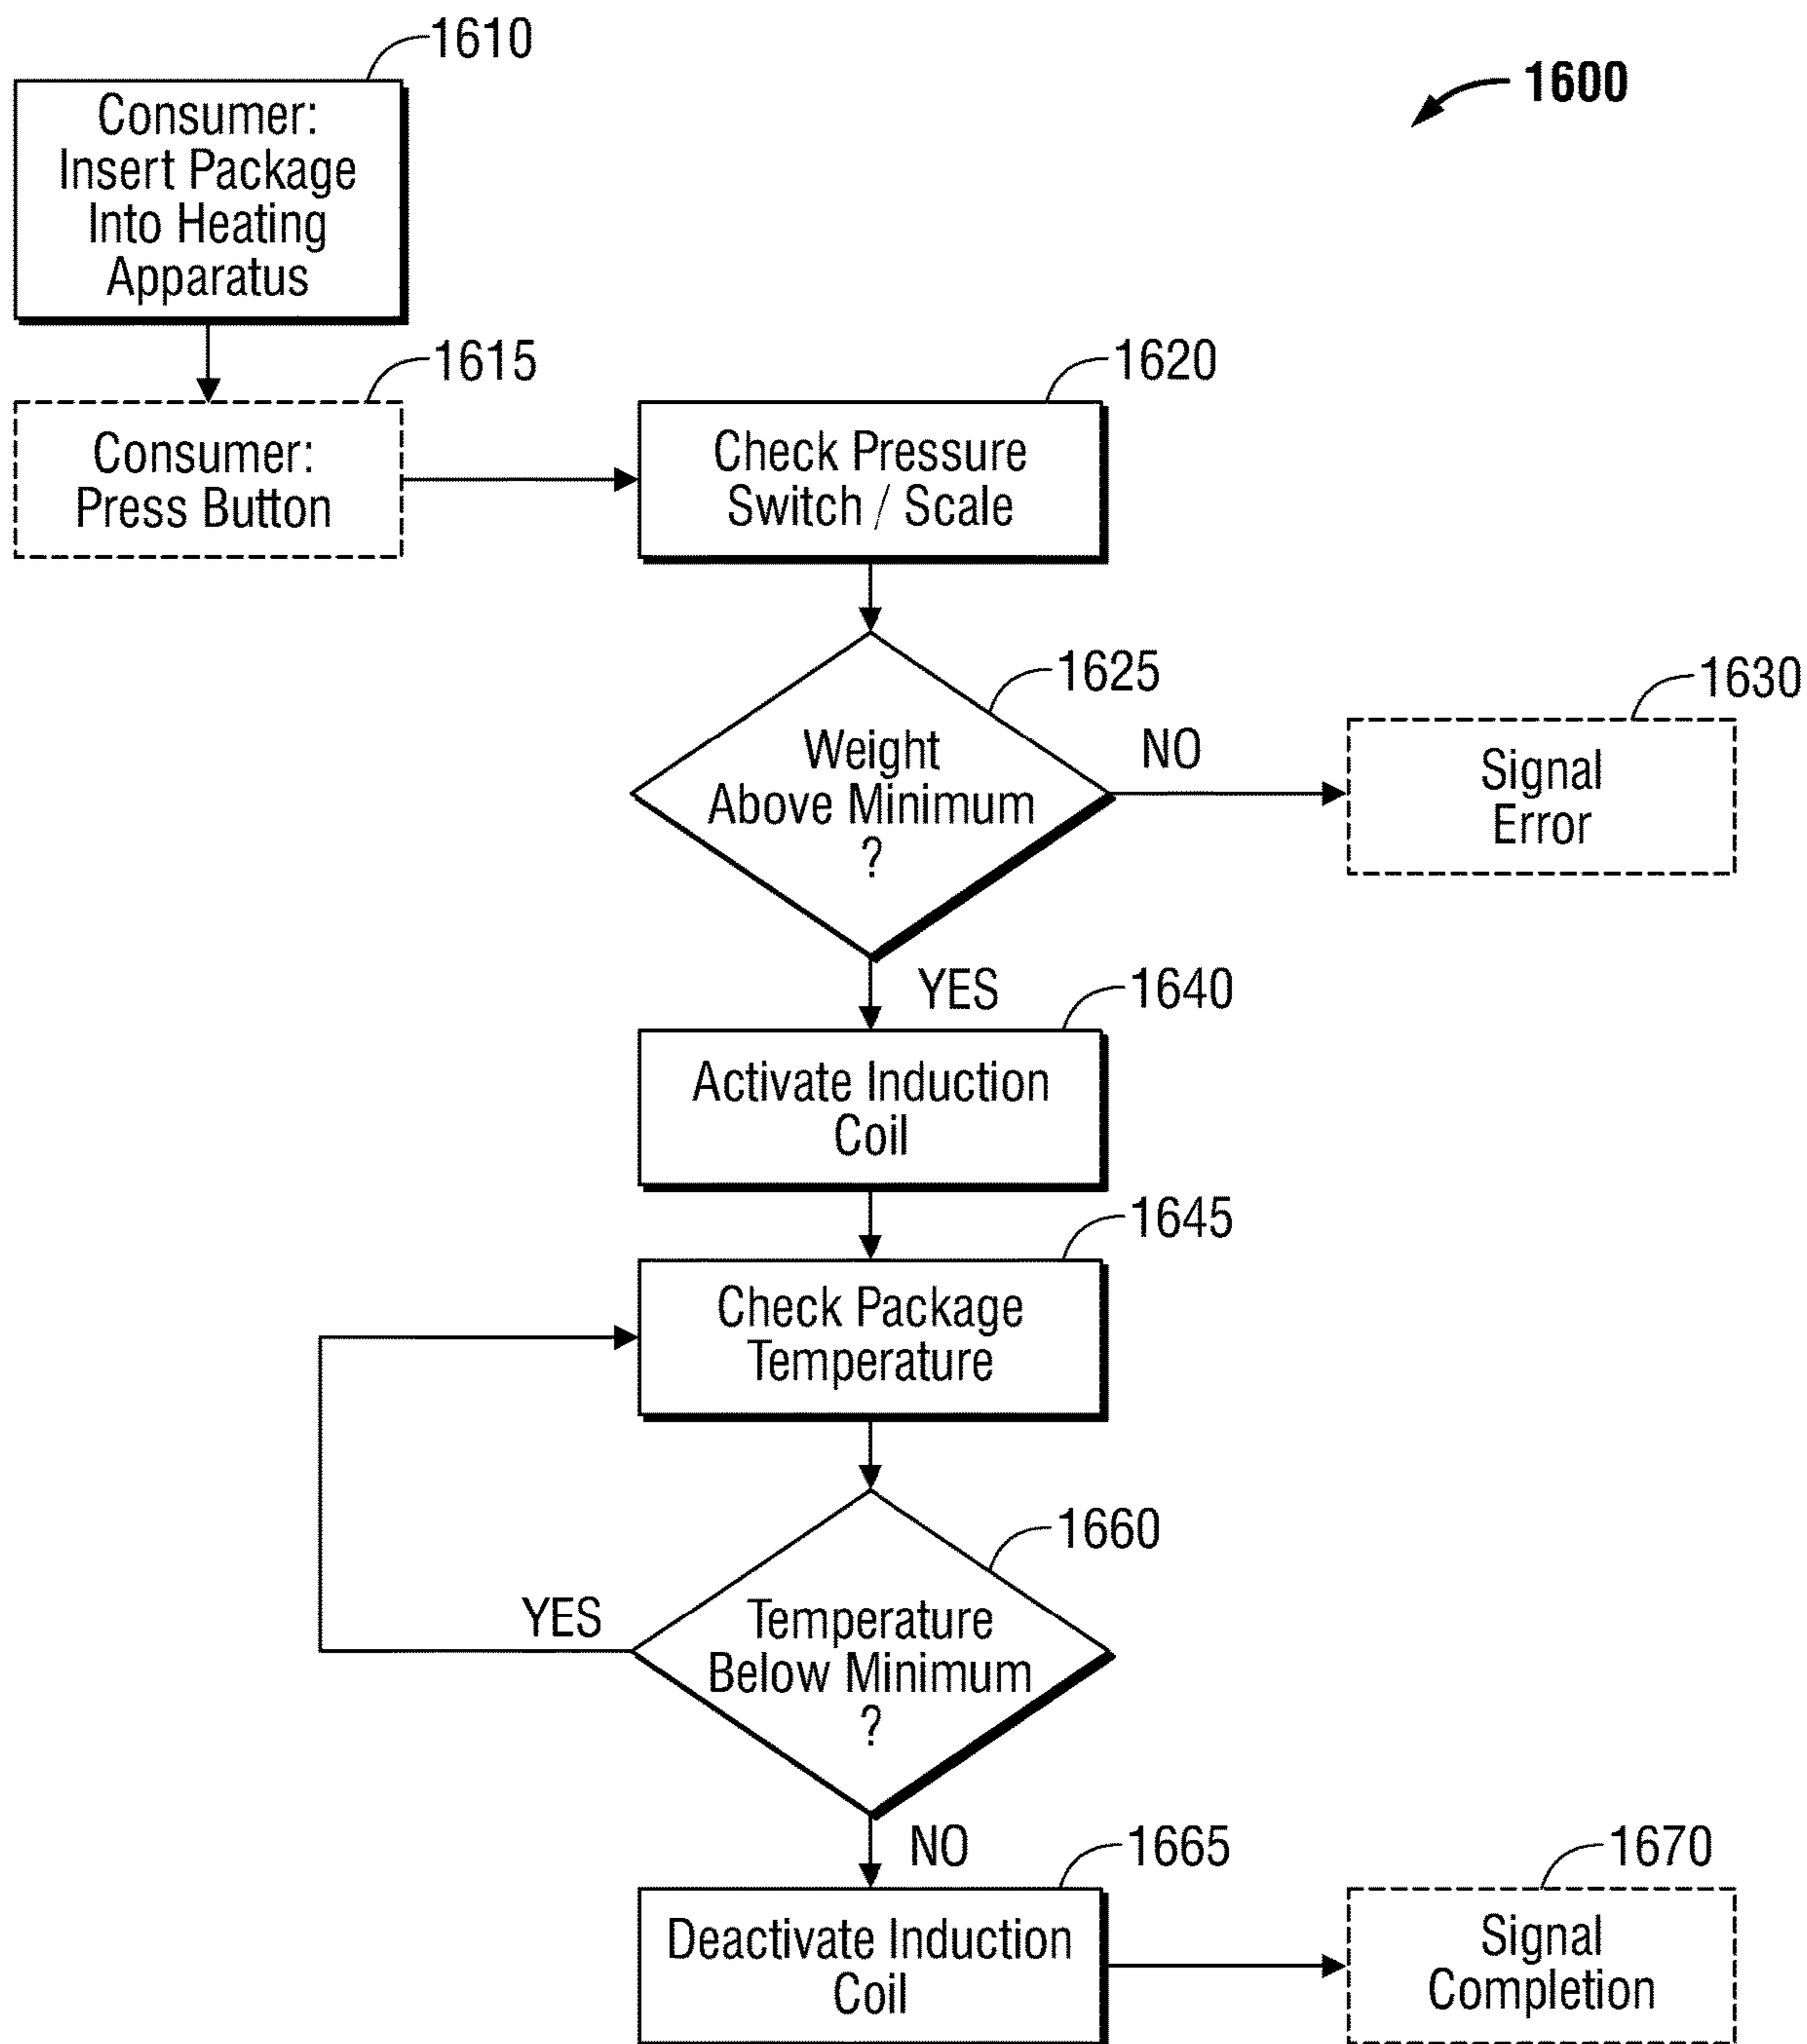 1610
1600
Consumer:
Insert Package
Into Heating
Apparatus
1615
1620
Consumer:
Press Button
Check Pressure
Switch / Scale
1625
1630
Weight
Above Minimum
?
NO
Signal
Error
YES
1640
Activate Induction
Coil
1645
Check Package
Temperature
1660
YES
Temperature
Below Minimum
?
NO
1665
1670
Deactivate Induction
Coil
Signal
Completion